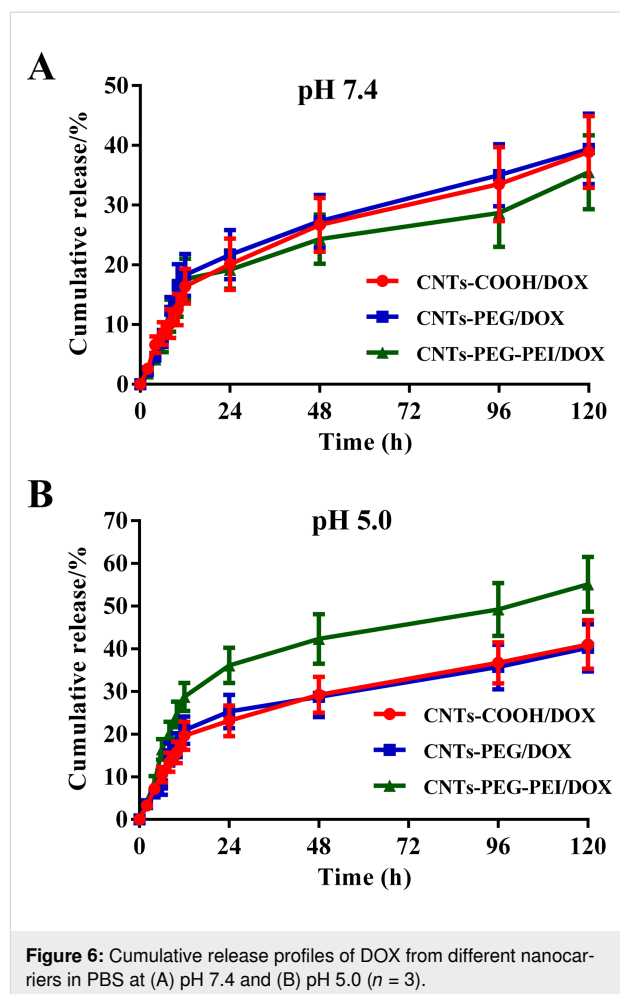 A
pH 7.4
Cumulative release/%
50
40
30
20
10
0
CNTs-COOH/DOX
CNTs-PEG/DOX
CNTs-PEG-PEI/DOX
0 24 48 72 96 120
Time (h)
B
pH 5.0
Cumulative release/%
70
60
50
40
30
20
10
0
CNTs-COOH/DOX
CNTs-PEG/DOX
CNTs-PEG-PEI/DOX
0 24 48 72 96 120
Time (h)
Figure 6: Cumulative release profiles of DOX from different nanocar-
riers in PBS at (A) pH 7.4 and (B) pH 5.0 (n = 3).